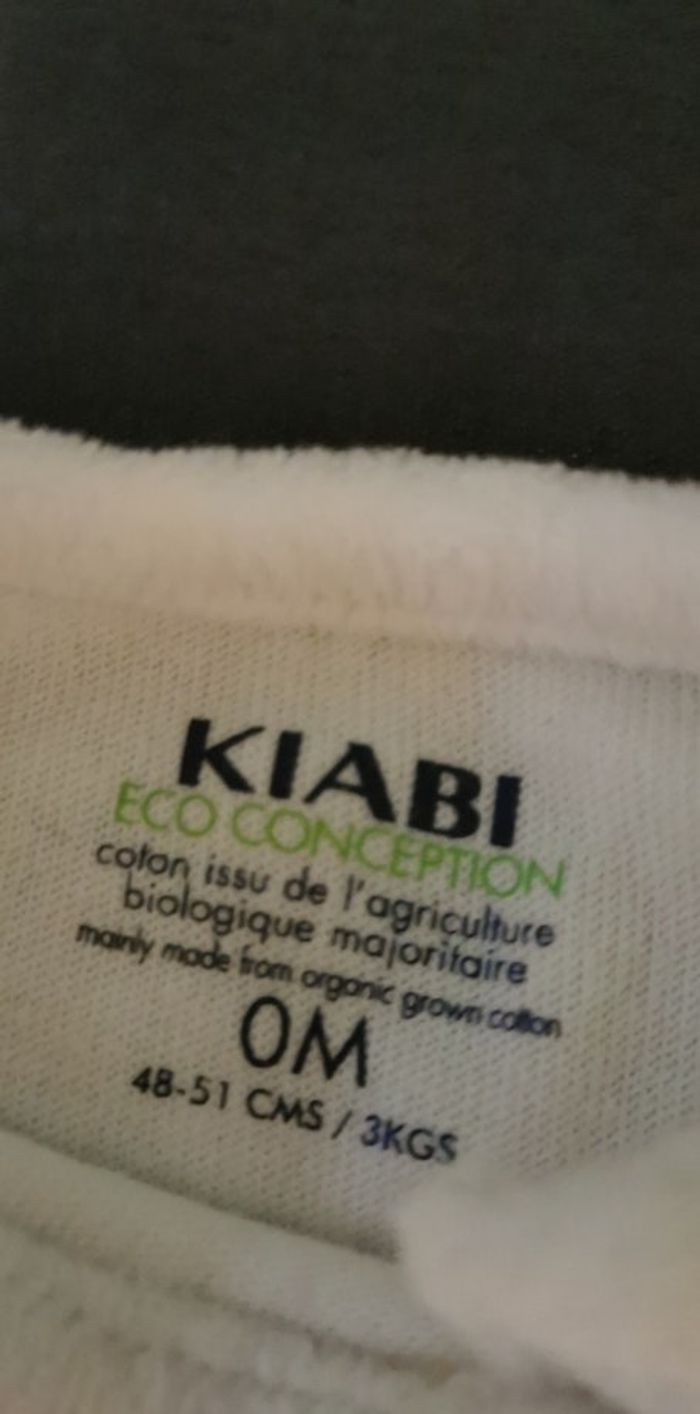 KIABI
ECO CONCEPTION
coton issu de l'agriculture
biologique majoritaire
mainly made from organic grown cotton
0M
48-51 CMS / 3KGS